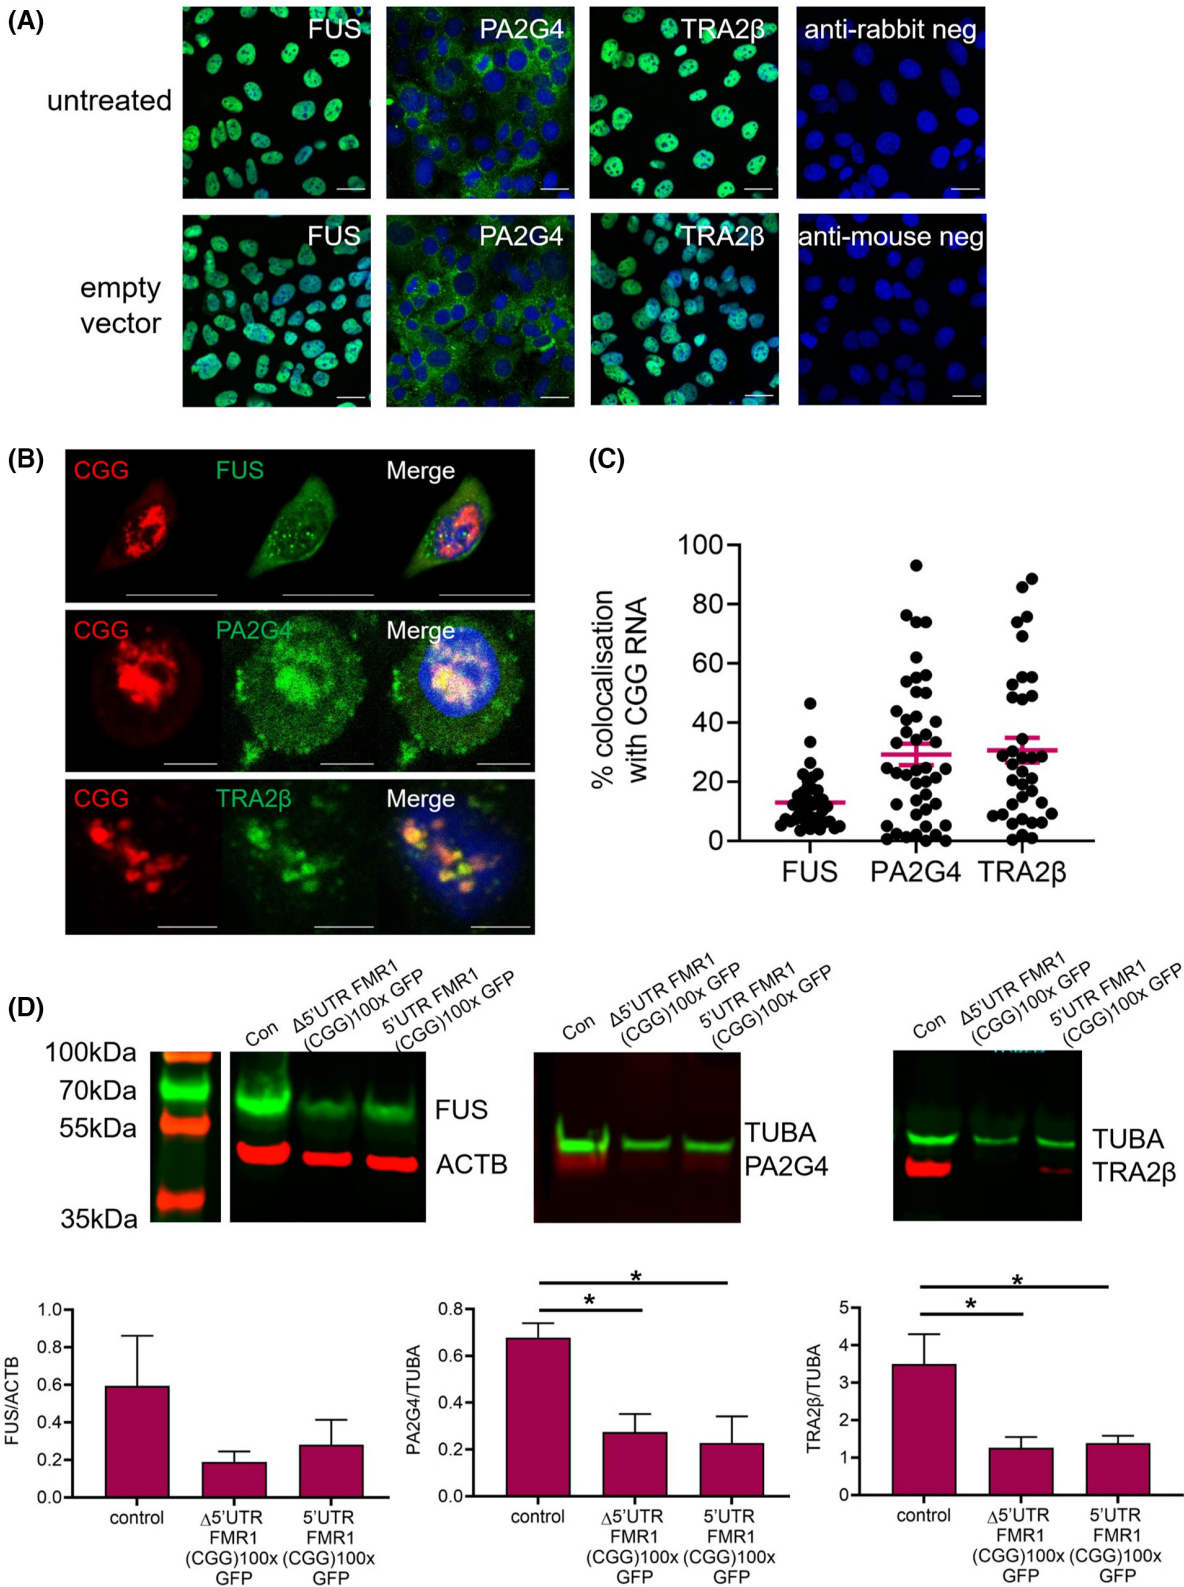 (A)
FUS PA2G4 TRA2β anti-rabbit neg
untreated
FUS PA2G4 TRA2β anti-mouse neg
empty
vector
(B)
CGG FUS Merge
CGG PA2G4 Merge
CGG TRA2β Merge
(C)
% colocalisation
with CGG RNA
100
80
60
40
20
0
FUS PA2G4 TRA2β
(D)
Con
Δ5'UTR FMR1
(CGG)100x GFP
5'UTR FMR1
(CGG)100x GFP
100kDa
70kDa
55kDa
35kDa
FUS
ACTB
Con
Δ5'UTR FMR1
(CGG)100x GFP
5'UTR FMR1
(CGG)100x GFP
TUBA
PA2G4
Con
Δ5'UTR FMR1
(CGG)100x GFP
5'UTR FMR1
(CGG)100x GFP
TUBA
TRA2β
FUS/ACTB
1.0
0.8
0.6
0.4
0.2
0.0
control
Δ5'UTR
FMR1
(CGG)100x
GFP
5'UTR
FMR1
(CGG)100x
GFP
PA2G4/TUBA
0.8
0.6
0.4
0.2
0.0
*
*
control
Δ5'UTR
FMR1
(CGG)100x
GFP
5'UTR
FMR1
(CGG)100x
GFP
TRA2β/TUBA
5
4
3
2
1
0
*
*
control
Δ5'UTR
FMR1
(CGG)100x
GFP
5'UTR
FMR1
(CGG)100x
GFP